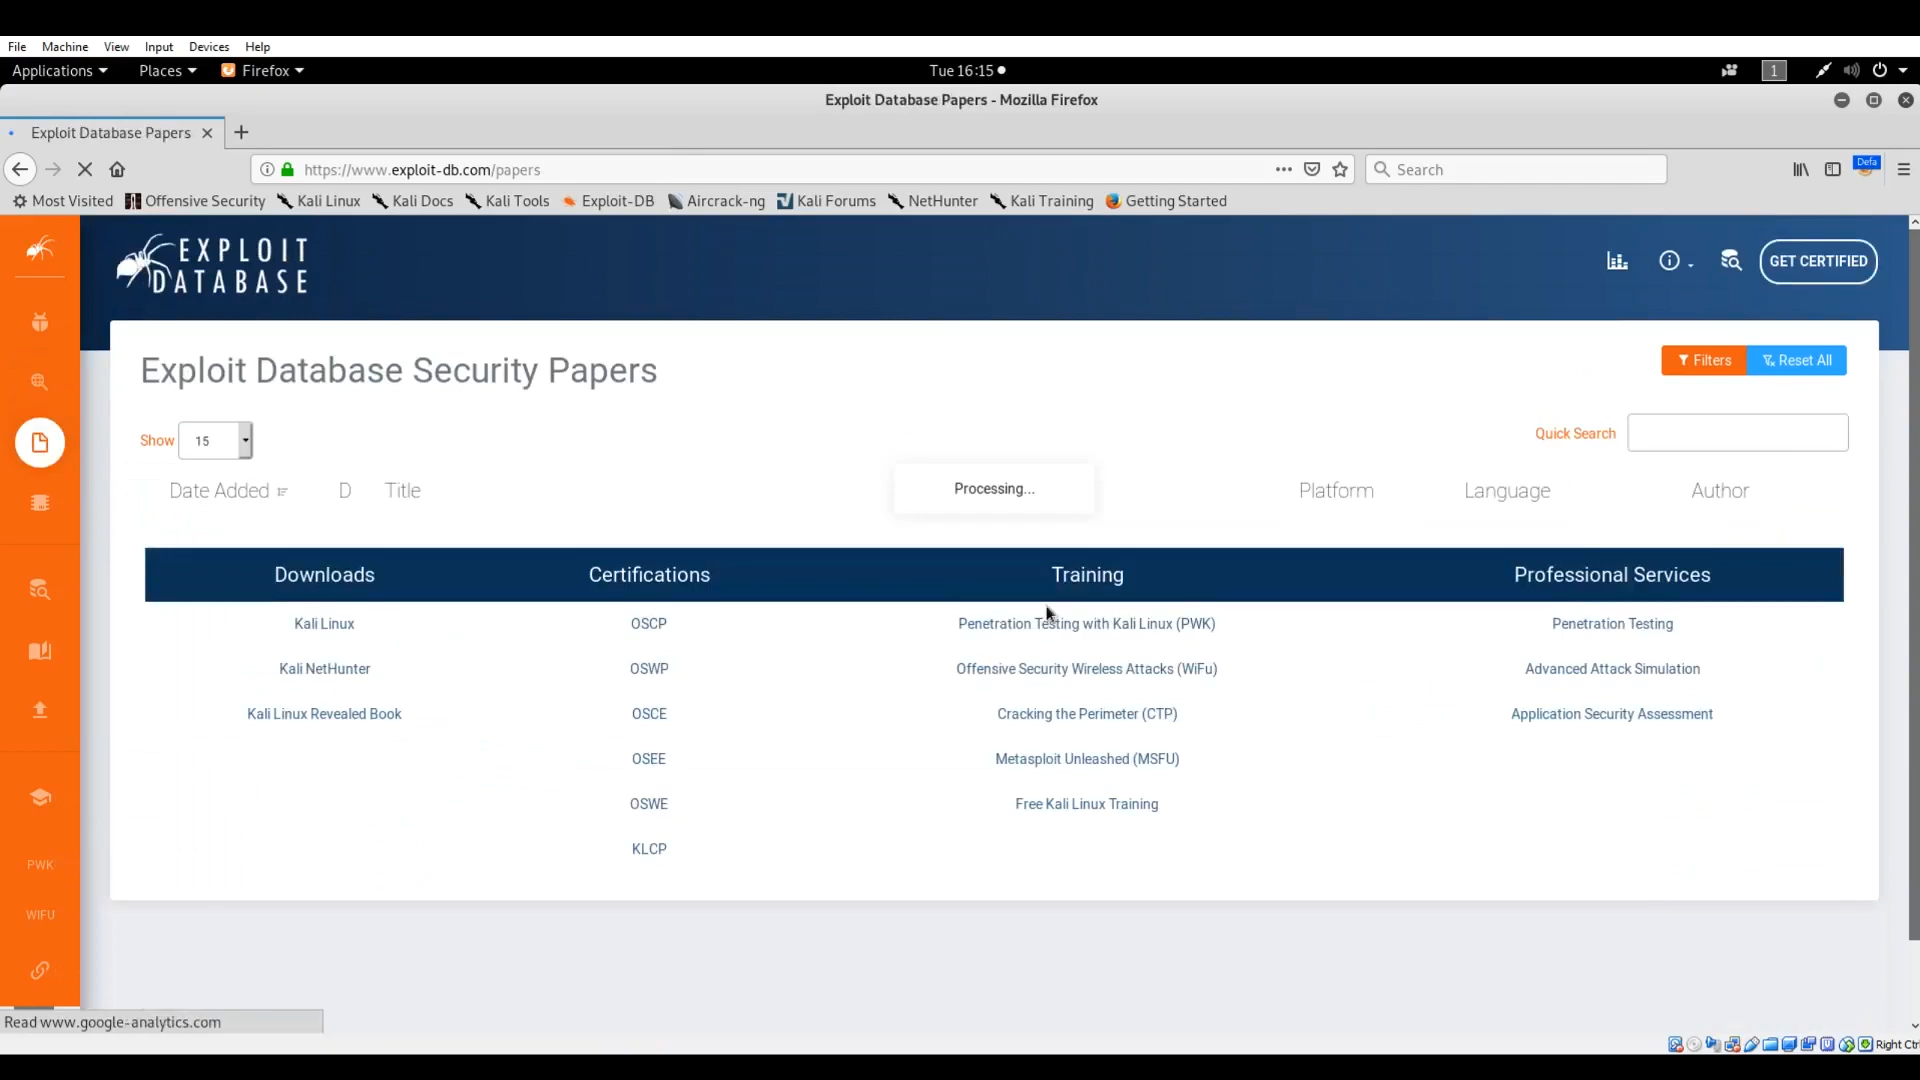 File Machine View Input Devices Help
Applications Places Firefox Tue 16:15 1
Exploit Database Papers - Mozilla Firefox
Exploit Database Papers
https://www.exploit-db.com/papers Search Defa
Most Visited Offensive Security Kali Linux Kali Docs Kali Tools Exploit-DB Aircrack-ng Kali Forums NetHunter Kali Training Getting Started
EXPLOIT
DATABASE
GET CERTIFIED
Exploit Database Security Papers
Filters Reset All
Show 15 Quick Search
Date Added D Title Processing... Platform Language Author
Downloads Certifications Training Professional Services
Kali Linux OSCP Penetration Testing with Kali Linux (PWK) Penetration Testing
Kali NetHunter OSWP Offensive Security Wireless Attacks (WiFu) Advanced Attack Simulation
Kali Linux Revealed Book OSCE Cracking the Perimeter (CTP) Application Security Assessment
OSEE Metasploit Unleashed (MSFU)
OSWE Free Kali Linux Training
KLCP
PWK
WIFU
Read www.google-analytics.com
Right Ctr